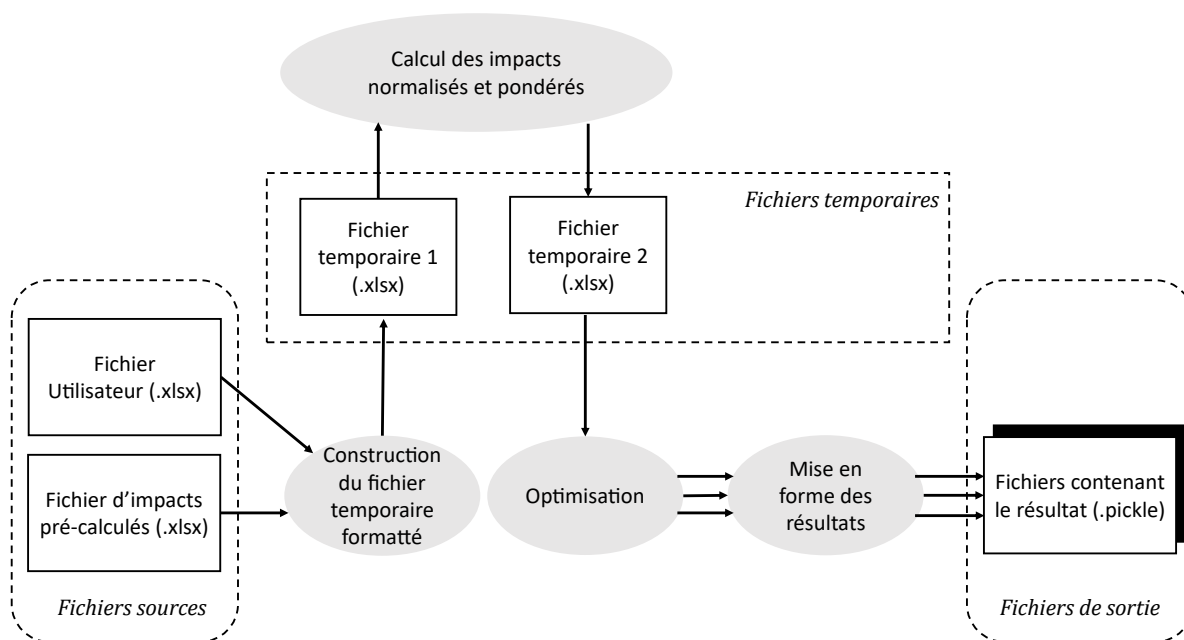 Calcul des impacts
normalisés et pondérés
Fichiers temporaires
Fichier
temporaire 1
(.xlsx)
Fichier
temporaire 2
(.xlsx)
Fichier
Utilisateur (.xlsx)
Fichier d’impacts
pré-calculés (.xlsx)
Fichiers sources
Construction
du fichier
temporaire
formatté
Optimisation
Mise en
forme des
résultats
Fichiers contenant
le résultat (.pickle)
Fichiers de sortie